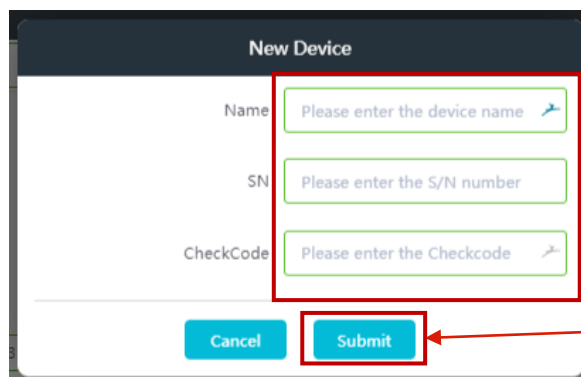 New Device
Name Please enter the device name
SN Please enter the S/N number
CheckCode Please enter the Checkcode
Cancel Submit
3